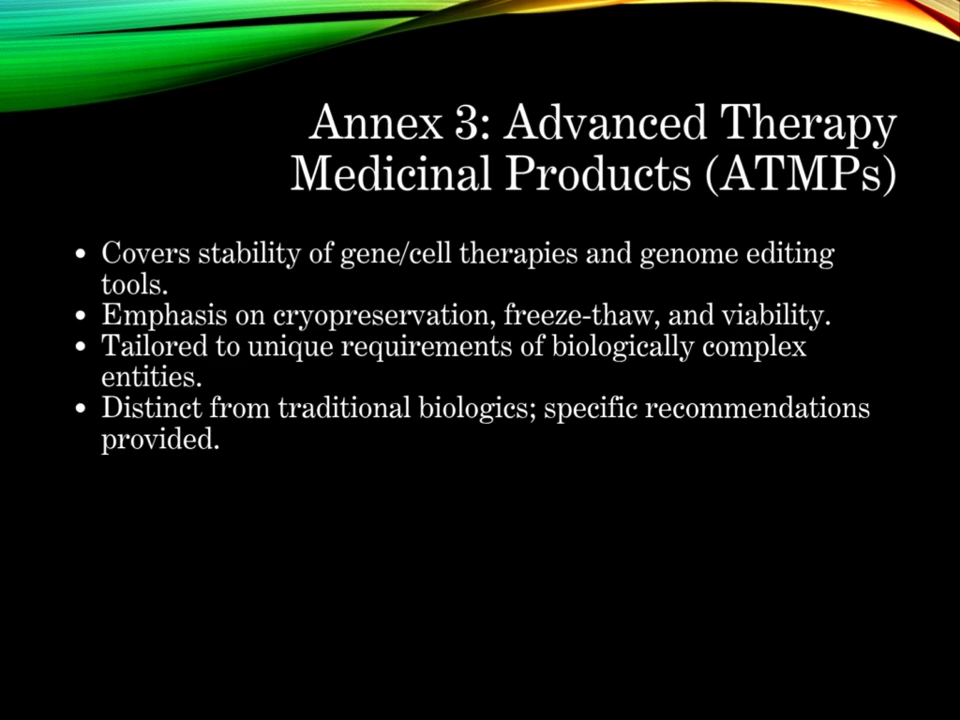 Annex 3: Advanced Therapy
Medicinal Products (ATMPs)
• Covers stability of gene/cell therapies and genome editing
tools.
• Emphasis on cryopreservation, freeze-thaw, and viability.
• Tailored to unique requirements of biologically complex
entities.
• Distinct from traditional biologics; specific recommendations
provided.